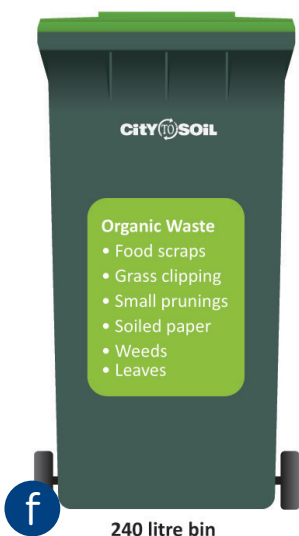 CitY TO SOiL
Organic Waste
• Food scraps
• Grass clipping
• Small prunings
• Soiled paper
• Weeds
• Leaves
f
240 litre bin